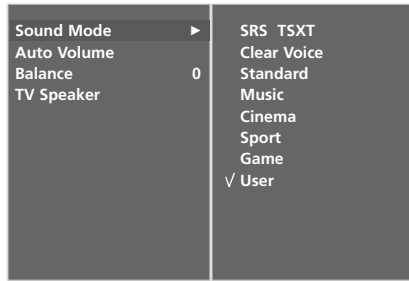 Sound Mode ►
Auto Volume
Balance 0
TV Speaker
SRS TSXT
Clear Voice
Standard
Music
Cinema
Sport
Game
√ User